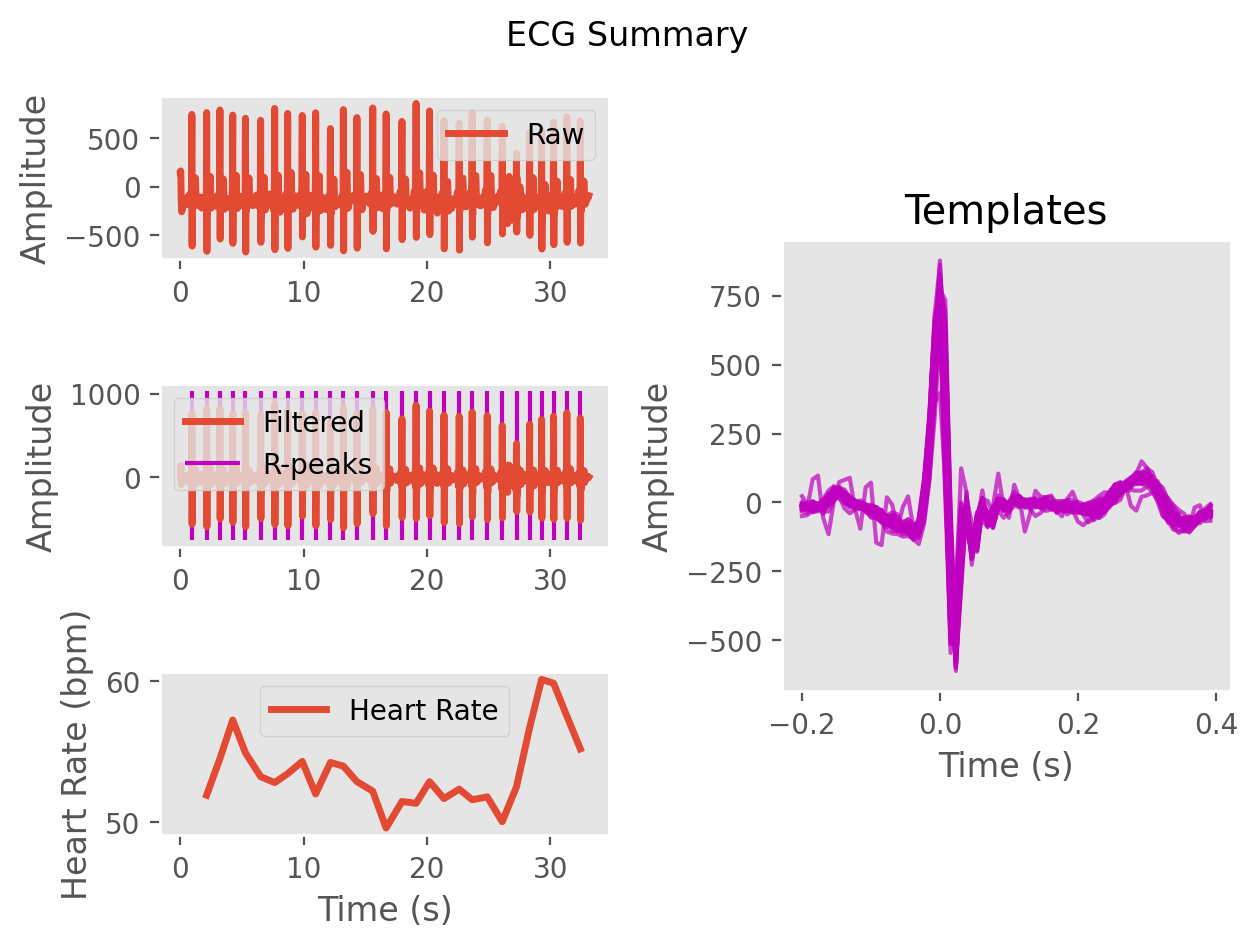 ECG Summary
Amplitude
500
0
−500
Raw
0 10 20 30
Amplitude
1000
0
Filtered
R-peaks
0 10 20 30
Heart Rate (bpm)
60
50
Heart Rate
0 10 20 30
Time (s)
Templates
Amplitude
750
500
250
0
−250
−500
−0.2 0.0 0.2 0.4
Time (s)